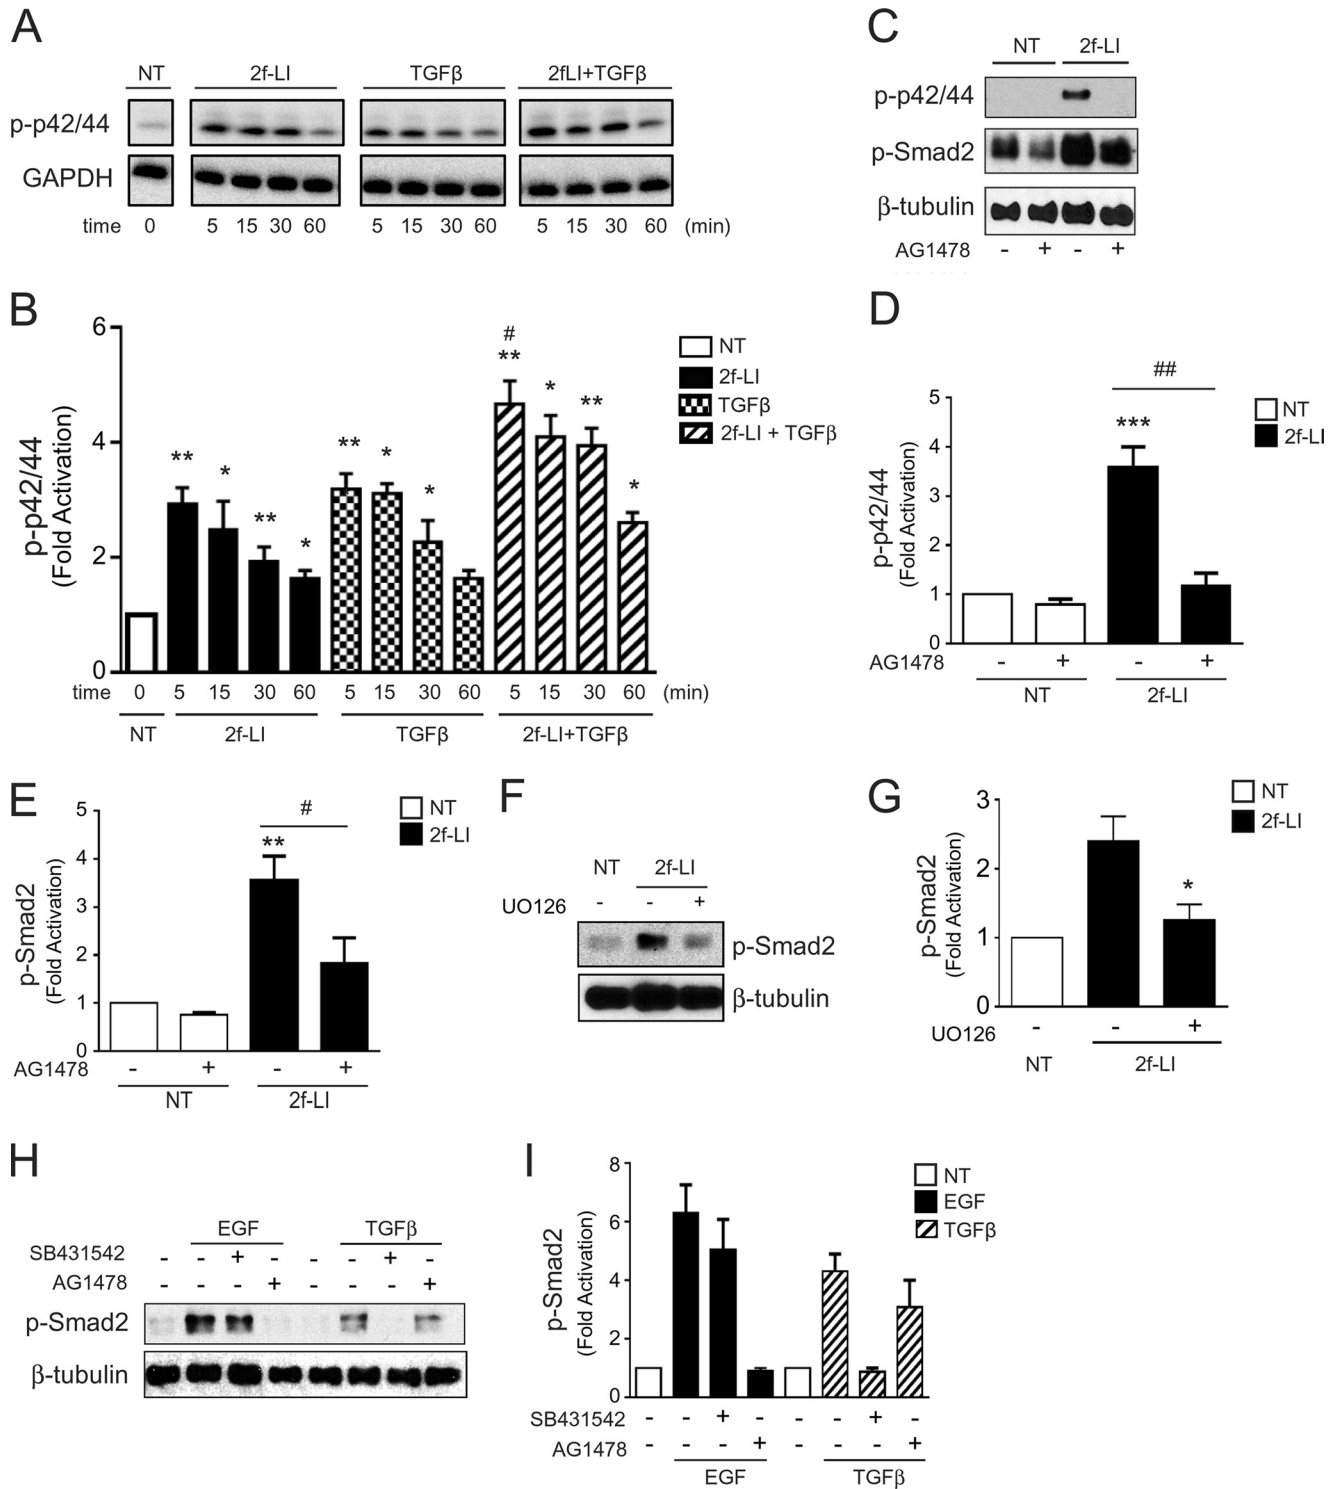 A
NT 2f-LI TGFβ 2fLI+TGFβ
p-p42/44
GAPDH
time 0 5 15 30 60 5 15 30 60 5 15 30 60 (min)
C
NT 2f-LI
p-p42/44
p-Smad2
β-tubulin
AG1478 - + - +
B
p-p42/44
(Fold Activation)
6
4
2
0
** * ** *
** * *
#
** * ** *
NT
2f-LI
TGFβ
2f-LI + TGFβ
time 0 5 15 30 60 5 15 30 60 5 15 30 60 (min)
NT 2f-LI TGFβ 2f-LI+TGFβ
D
p-p42/44
(Fold Activation)
5
4
3
2
1
0
##
***
NT
2f-LI
AG1478 - + - +
NT 2f-LI
E
p-Smad2
(Fold Activation)
5
4
3
2
1
0
#
**
NT
2f-LI
AG1478 - + - +
NT 2f-LI
F
NT 2f-LI
UO126 - - +
p-Smad2
β-tubulin
G
p-Smad2
(Fold Activation)
3
2
1
0
*
NT
2f-LI
UO126 - - +
NT 2f-LI
H
EGF TGFβ
SB431542 - - + - - - + -
AG1478 - - - + - - - +
p-Smad2
β-tubulin
I
p-Smad2
(Fold Activation)
8
6
4
2
0
NT
EGF
TGFβ
SB431542 - - + - - - + -
AG1478 - - - + - - - +
EGF TGFβ